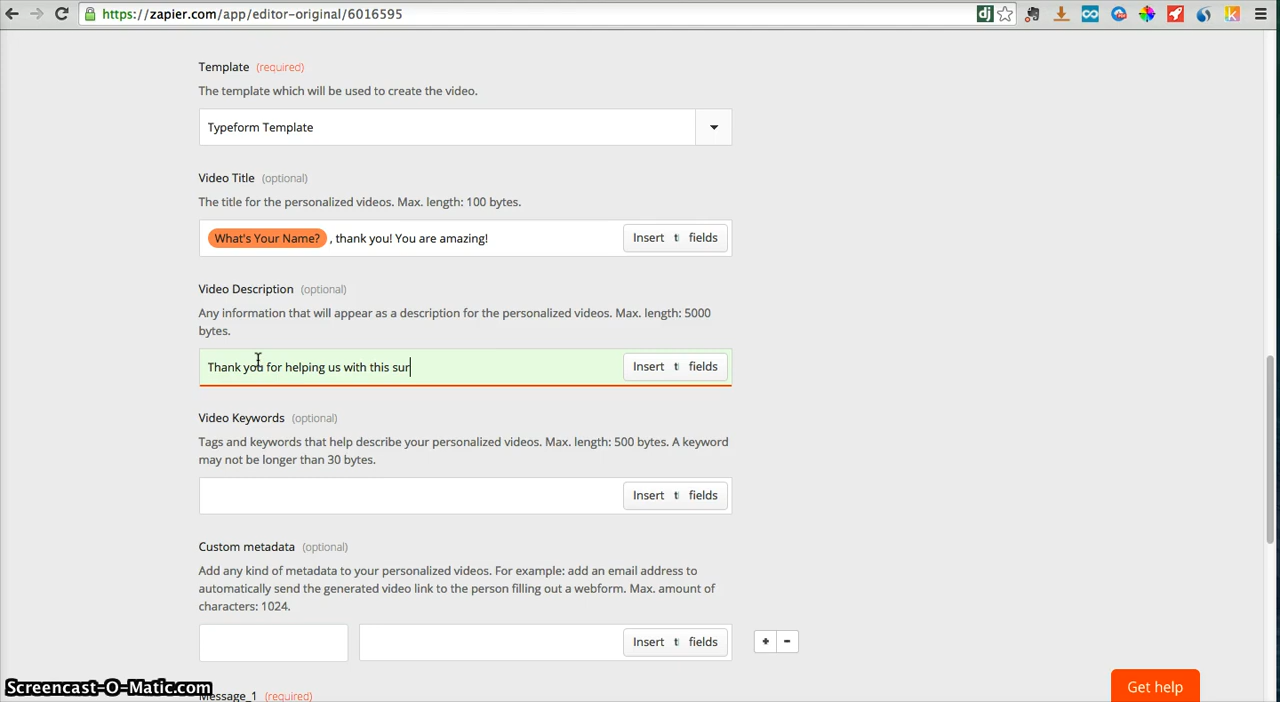 https://zapier.com/app/editor-original/6016595
Template (required)
The template which will be used to create the video.
Typeform Template
Video Title (optional)
The title for the personalized videos. Max. length: 100 bytes.
What's Your Name? , thank you! You are amazing!
Insert t fields
Video Description (optional)
Any information that will appear as a description for the personalized videos. Max. length: 5000
bytes.
Thank you for helping us with this sur
Insert t fields
Video Keywords (optional)
Tags and keywords that help describe your personalized videos. Max. length: 500 bytes. A keyword
may not be longer than 30 bytes.
Insert t fields
Custom metadata (optional)
Add any kind of metadata to your personalized videos. For example: add an email address to
automatically send the generated video link to the person filling out a webform. Max. amount of
characters: 1024.
Insert t fields
+ -
Get help
Screencast-O-Matic.com
Message_1 (required)